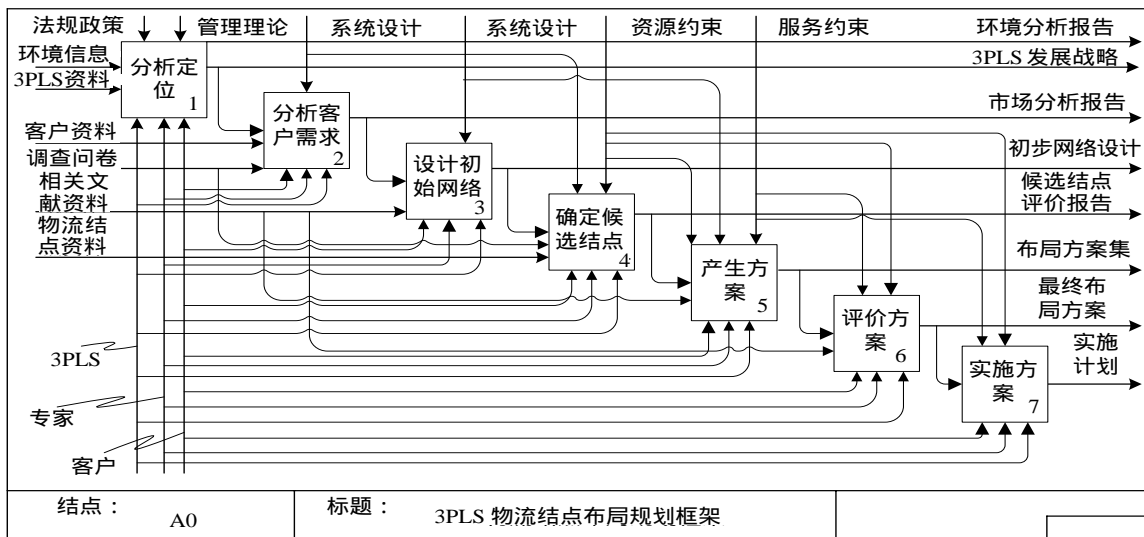 法规政策
管理理论
系统设计
系统设计
资源约束
服务约束
环境分析报告
环境信息
3PLS 发展战略
3PLS资料
分析定
位
1
市场分析报告
客户资料
分析客
户需求
2
调查问卷
初步网络设计
设计初
始网络
3
相关文
献资料
候选结点
评价报告
物流结
点资料
确定候
选结点
4
布局方案集
产生方
案
5
最终布
局方案
评价方
案
6
3PLS
实施
计划
实施方
案
7
专家
客户
结点：
A0
标题：
3PLS 物流结点布局规划框架